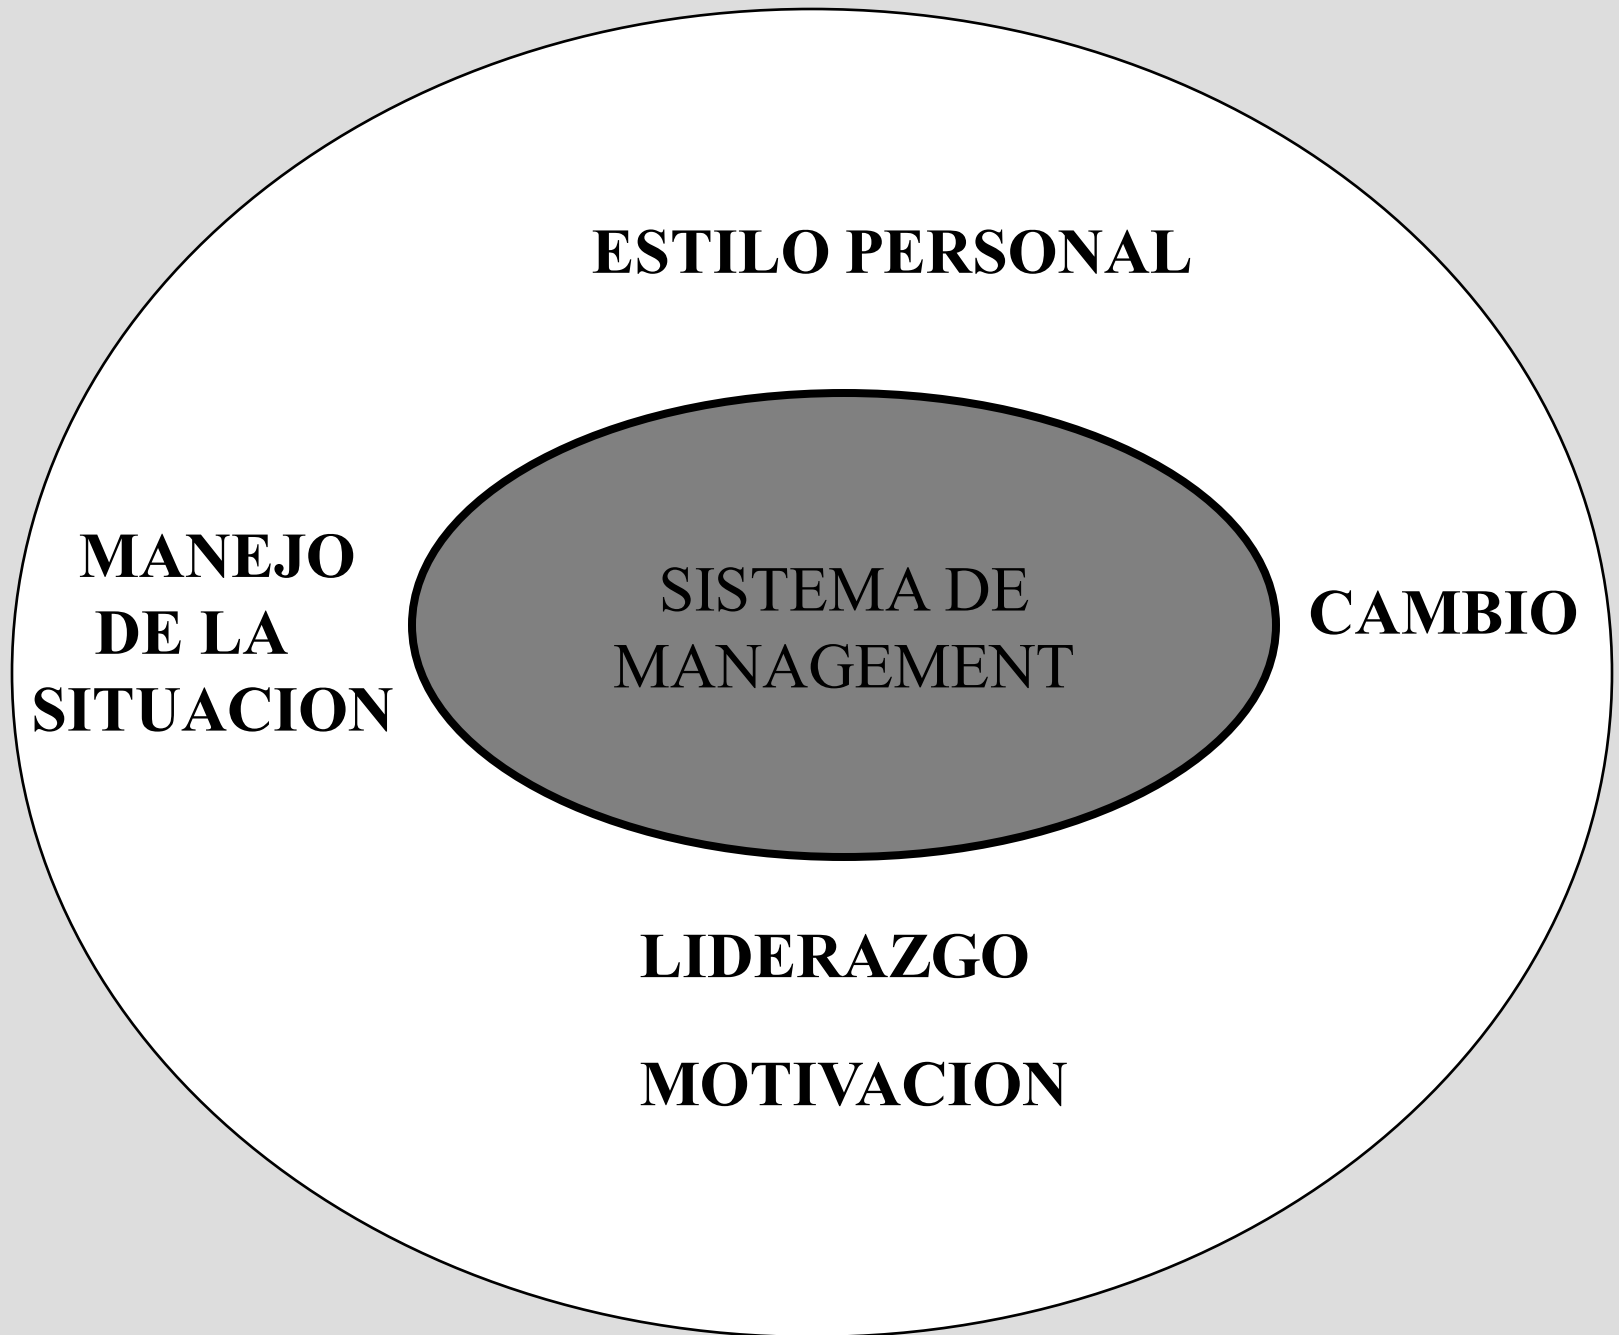 ESTILO PERSONAL
MANEJO
DE LA
SITUACION
SISTEMA DE
MANAGEMENT
CAMBIO
LIDERAZGO
MOTIVACION